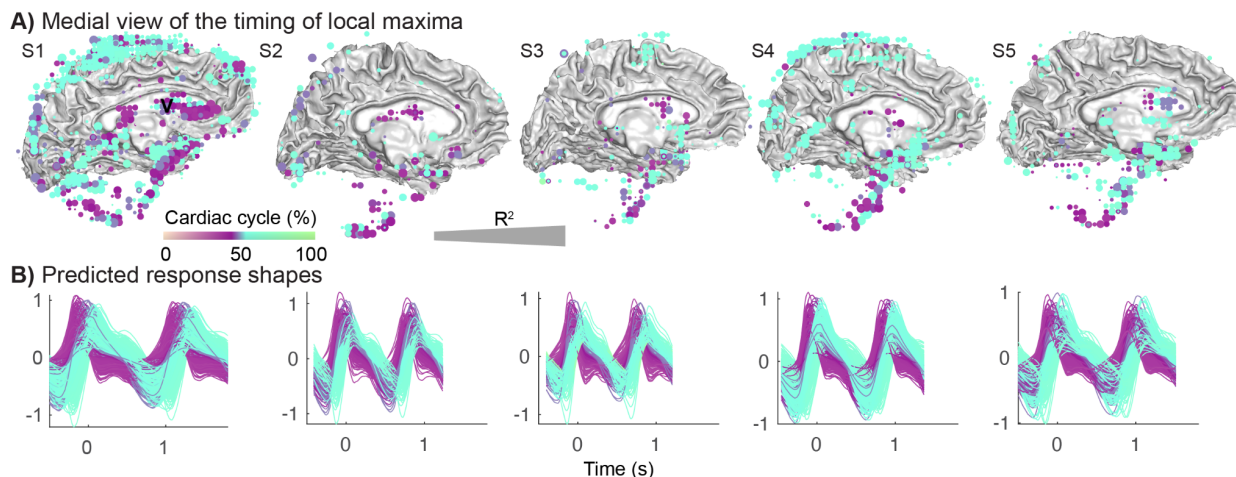 A) Medial view of the timing of local maxima
S1 S2 S3 S4 S5
V
Cardiac cycle (%)
0 50 100
R²
B) Predicted response shapes
1 1 1 1 1
0 0 0 0 0
-1 -1 -1 -1 -1
0 1 0 1 0 1 0 1 0 1
Time (s)